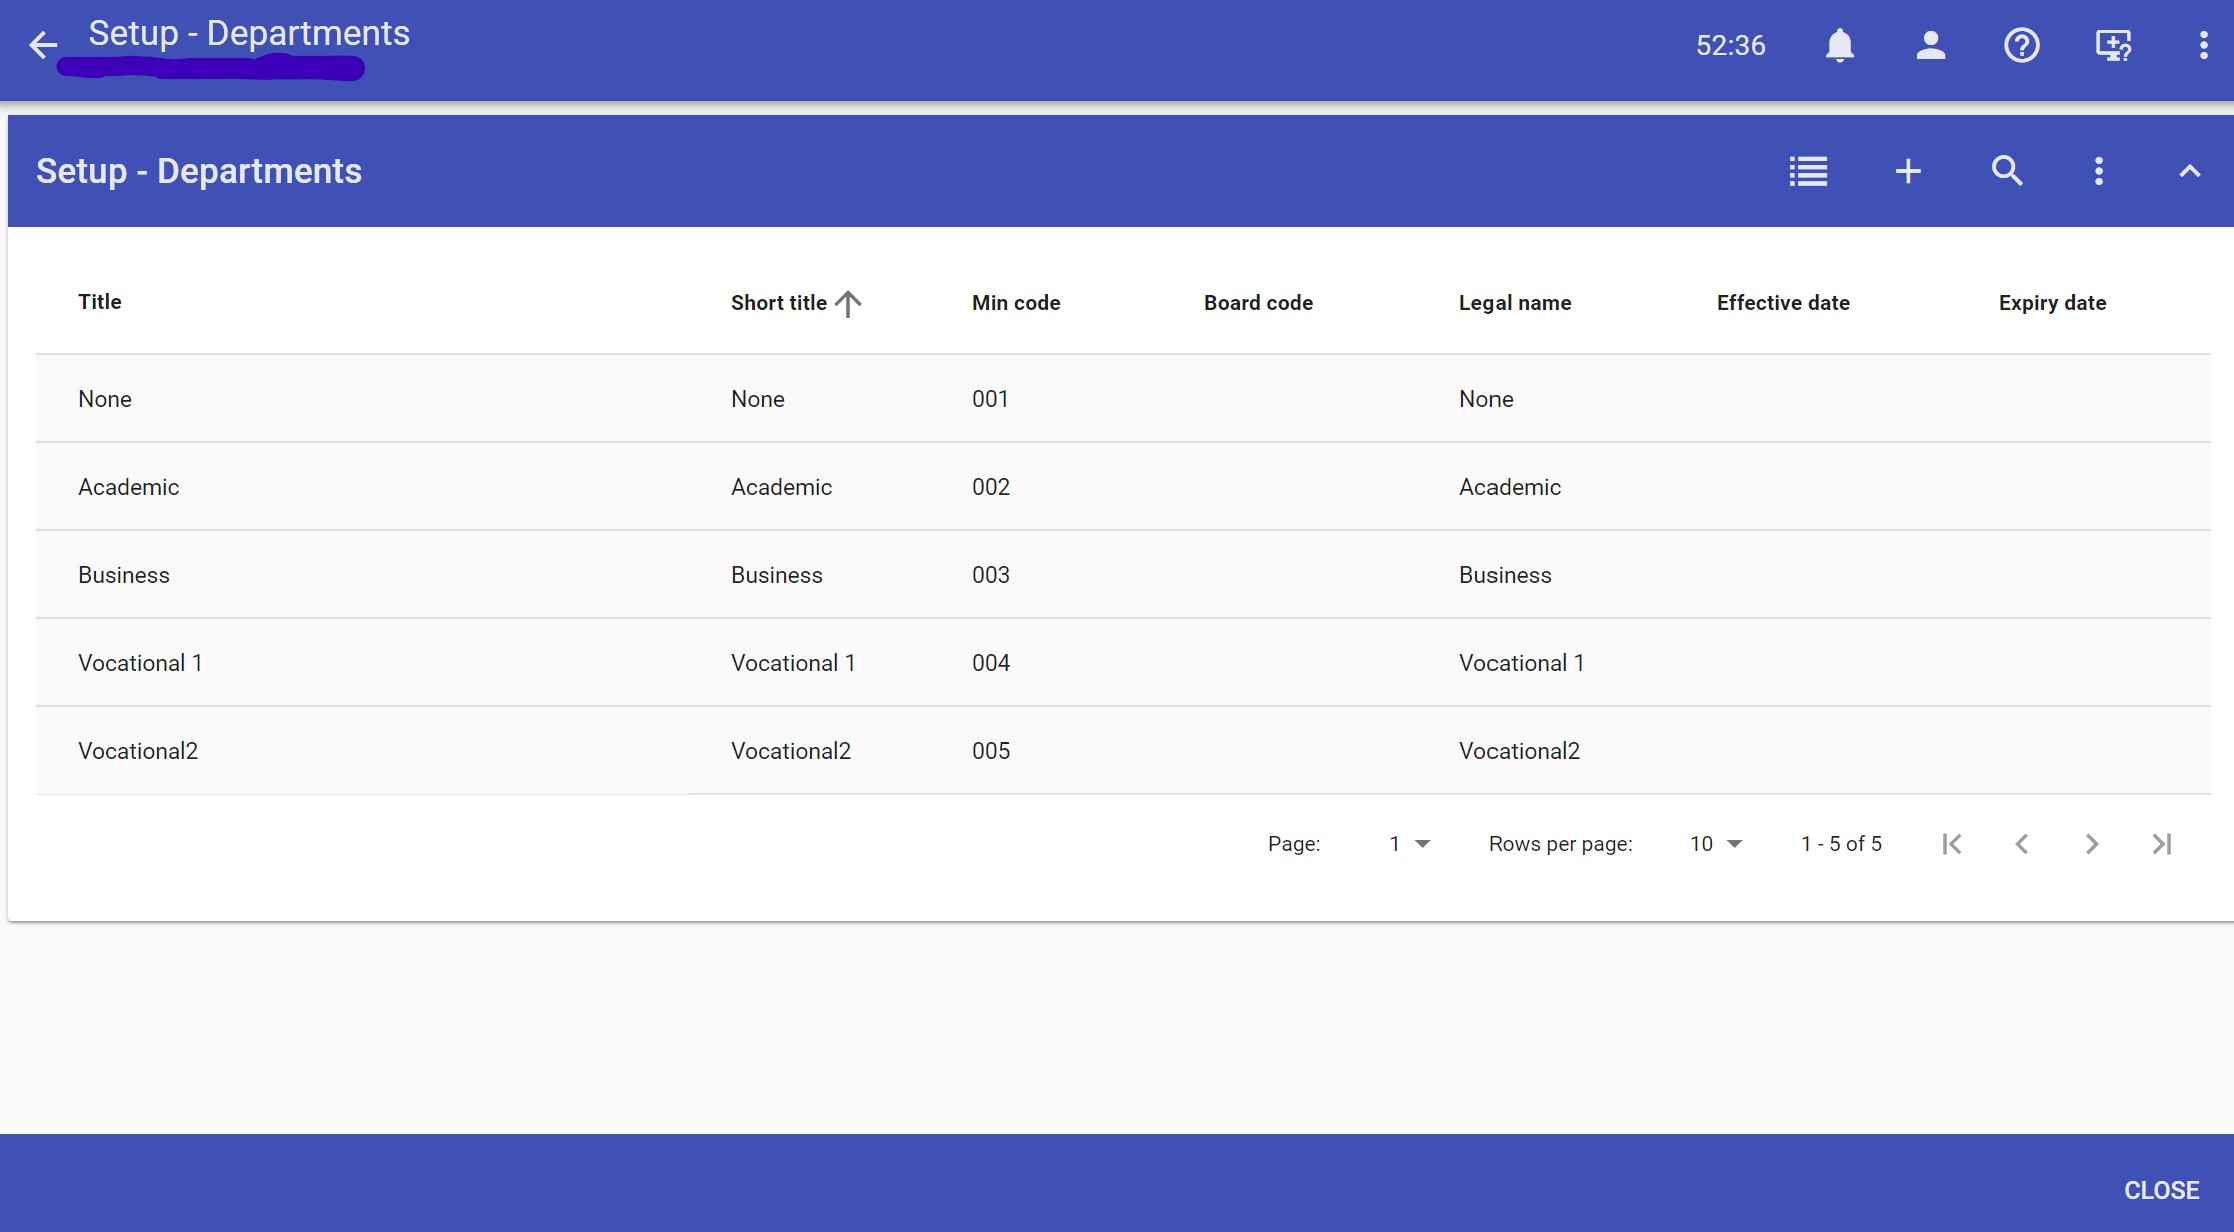 Setup - Departments
52:36
Setup - Departments
Title Short title Min code Board code Legal name Effective date Expiry date
None None 001 None
Academic Academic 002 Academic
Business Business 003 Business
Vocational 1 Vocational 1 004 Vocational 1
Vocational2 Vocational2 005 Vocational2
Page: 1 Rows per page: 10 1 - 5 of 5
CLOSE